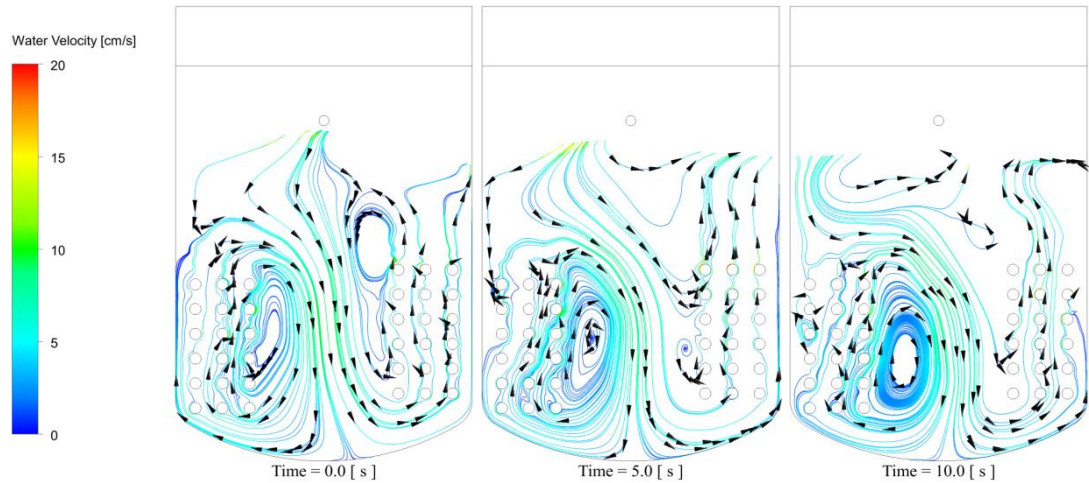 Water Velocity [cm/s]
20
15
10
5
0
Time = 0.0 [ s ]
Time = 5.0 [ s ]
Time = 10.0 [ s ]